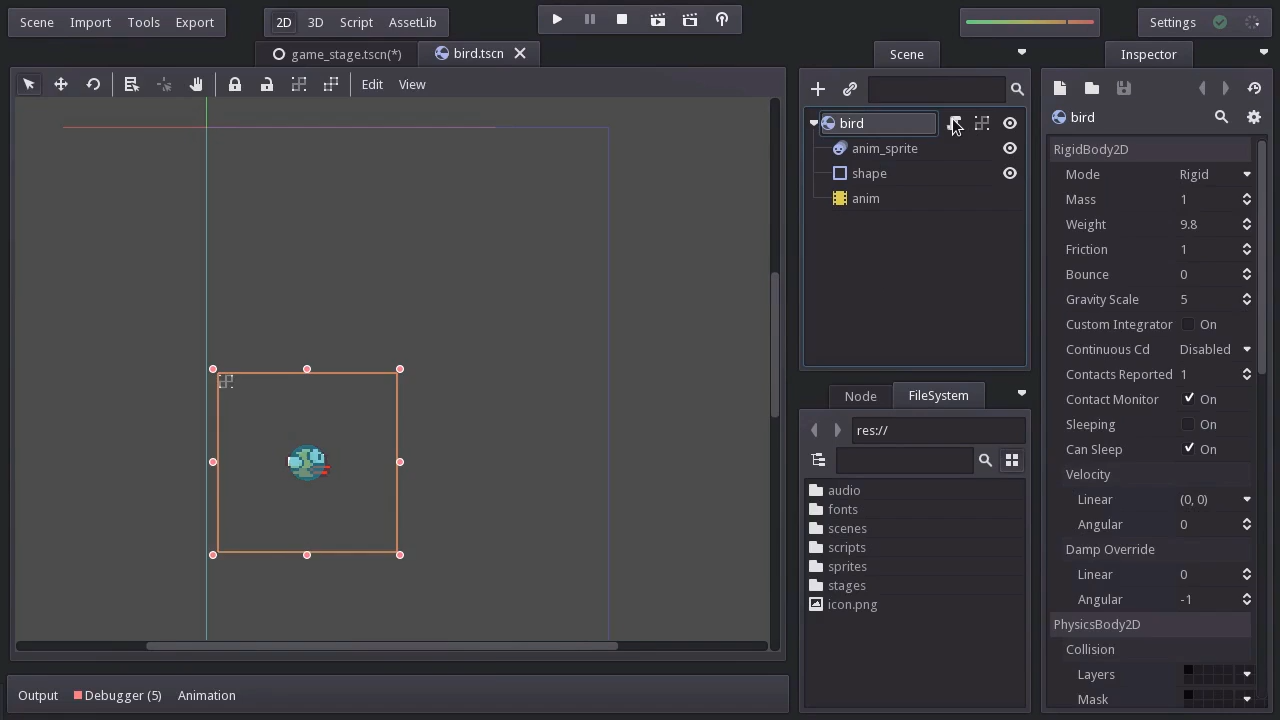 Scene Import Tools Export 2D 3D Script AssetLib Settings
game_stage.tscn(*) bird.tscn Scene Inspector
Edit View
bird
anim_sprite
shape
anim
Node FileSystem
res://
audio
fonts
scenes
scripts
sprites
stages
icon.png
bird
RigidBody2D
Mode Rigid
Mass 1
Weight 9.8
Friction 1
Bounce 0
Gravity Scale 5
Custom Integrator On
Continuous Cd Disabled
Contacts Reported 1
Contact Monitor On
Sleeping On
Can Sleep On
Velocity
Linear (0, 0)
Angular 0
Damp Override
Linear 0
Angular -1
PhysicsBody2D
Collision
Layers
Mask
Output Debugger (5) Animation